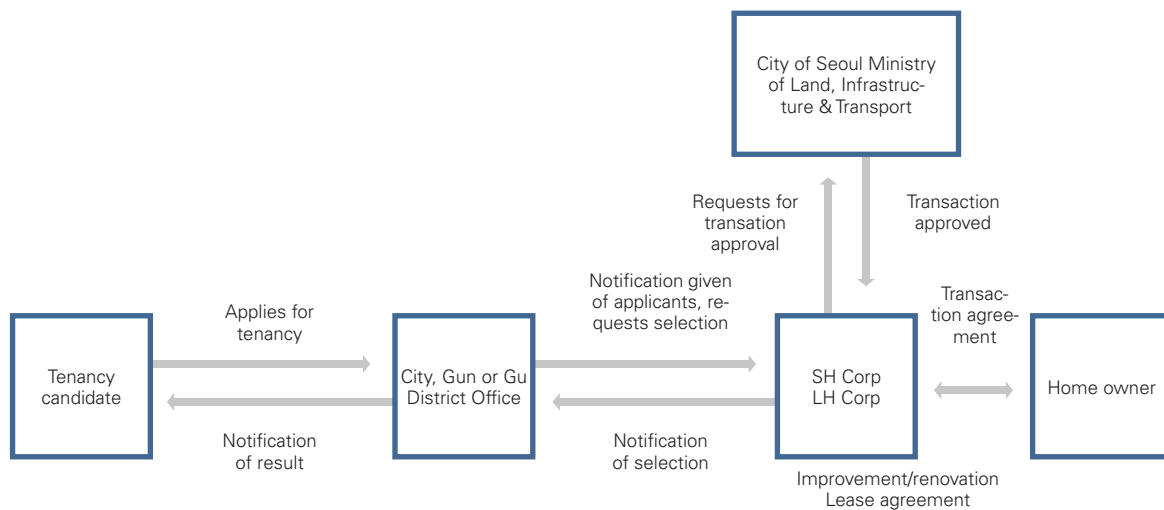 City of Seoul Ministry
of Land, Infrastruc-
ture & Transport
Requests for
transation
approval
Transaction
approved
Notification given
of applicants, re-
quests selection
Transac-
tion agree-
ment
Applies for
tenancy
Tenancy
candidate
City, Gun or Gu
District Office
SH Corp
LH Corp
Home owner
Notification
of result
Notification
of selection
Improvement/renovation
Lease agreement